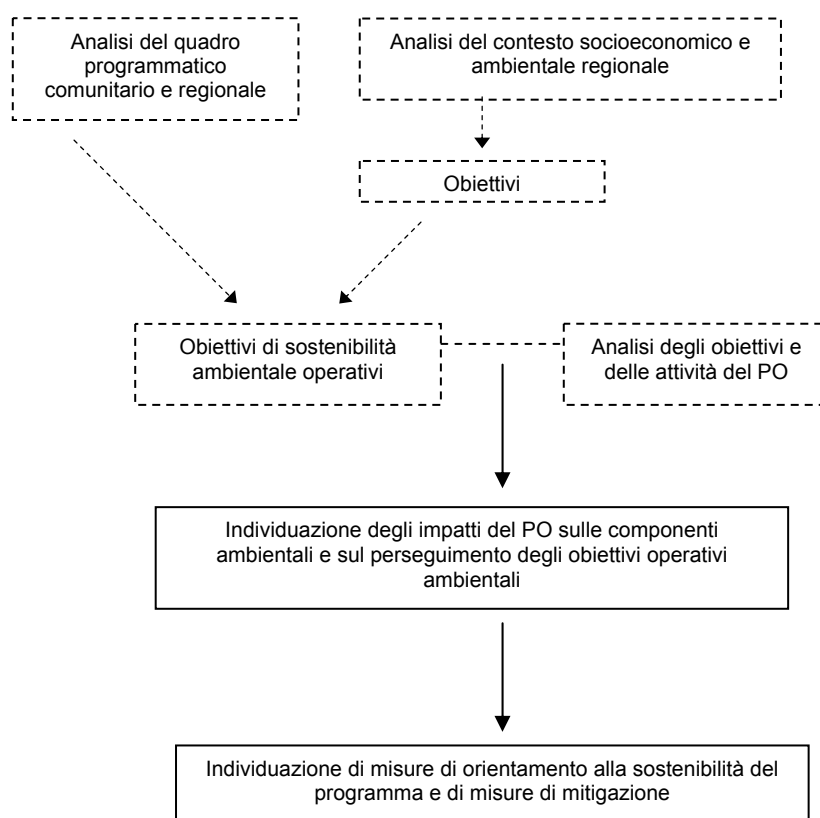 Analisi del quadro
programmatico
comunitario e regionale
Analisi del contesto socioeconomico e
ambientale regionale
Obiettivi
Obiettivi di sostenibilità
ambientale operativi
Analisi degli obiettivi e
delle attività del PO
Individuazione degli impatti del PO sulle componenti
ambientali e sul perseguimento degli obiettivi operativi
ambientali
Individuazione di misure di orientamento alla sostenibilità del
programma e di misure di mitigazione